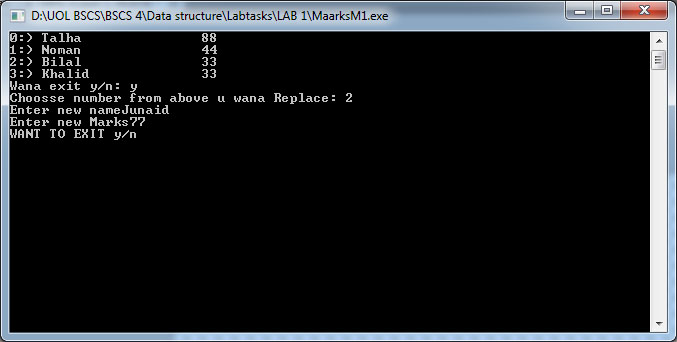 D:\UOL BSCS\BSCS 4\Data structure\Labtasks\LAB 1\MaarksM1.exe
0:) Talha 88
1:) Noman 44
2:) Bilal 33
3:) Khalid 33
Wana exit y/n: y
Choosse number from above u wana Replace: 2
Enter new nameJunaid
Enter new Marks77
WANT TO EXIT y/n